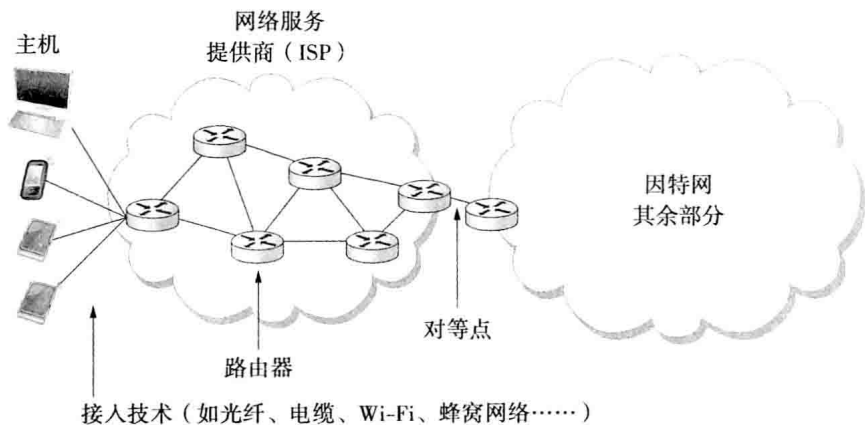 网络服务
提供商（ISP）
主机
因特网
其余部分
对等点
路由器
接入技术（如光纤、电缆、Wi-Fi、蜂窝网络……）